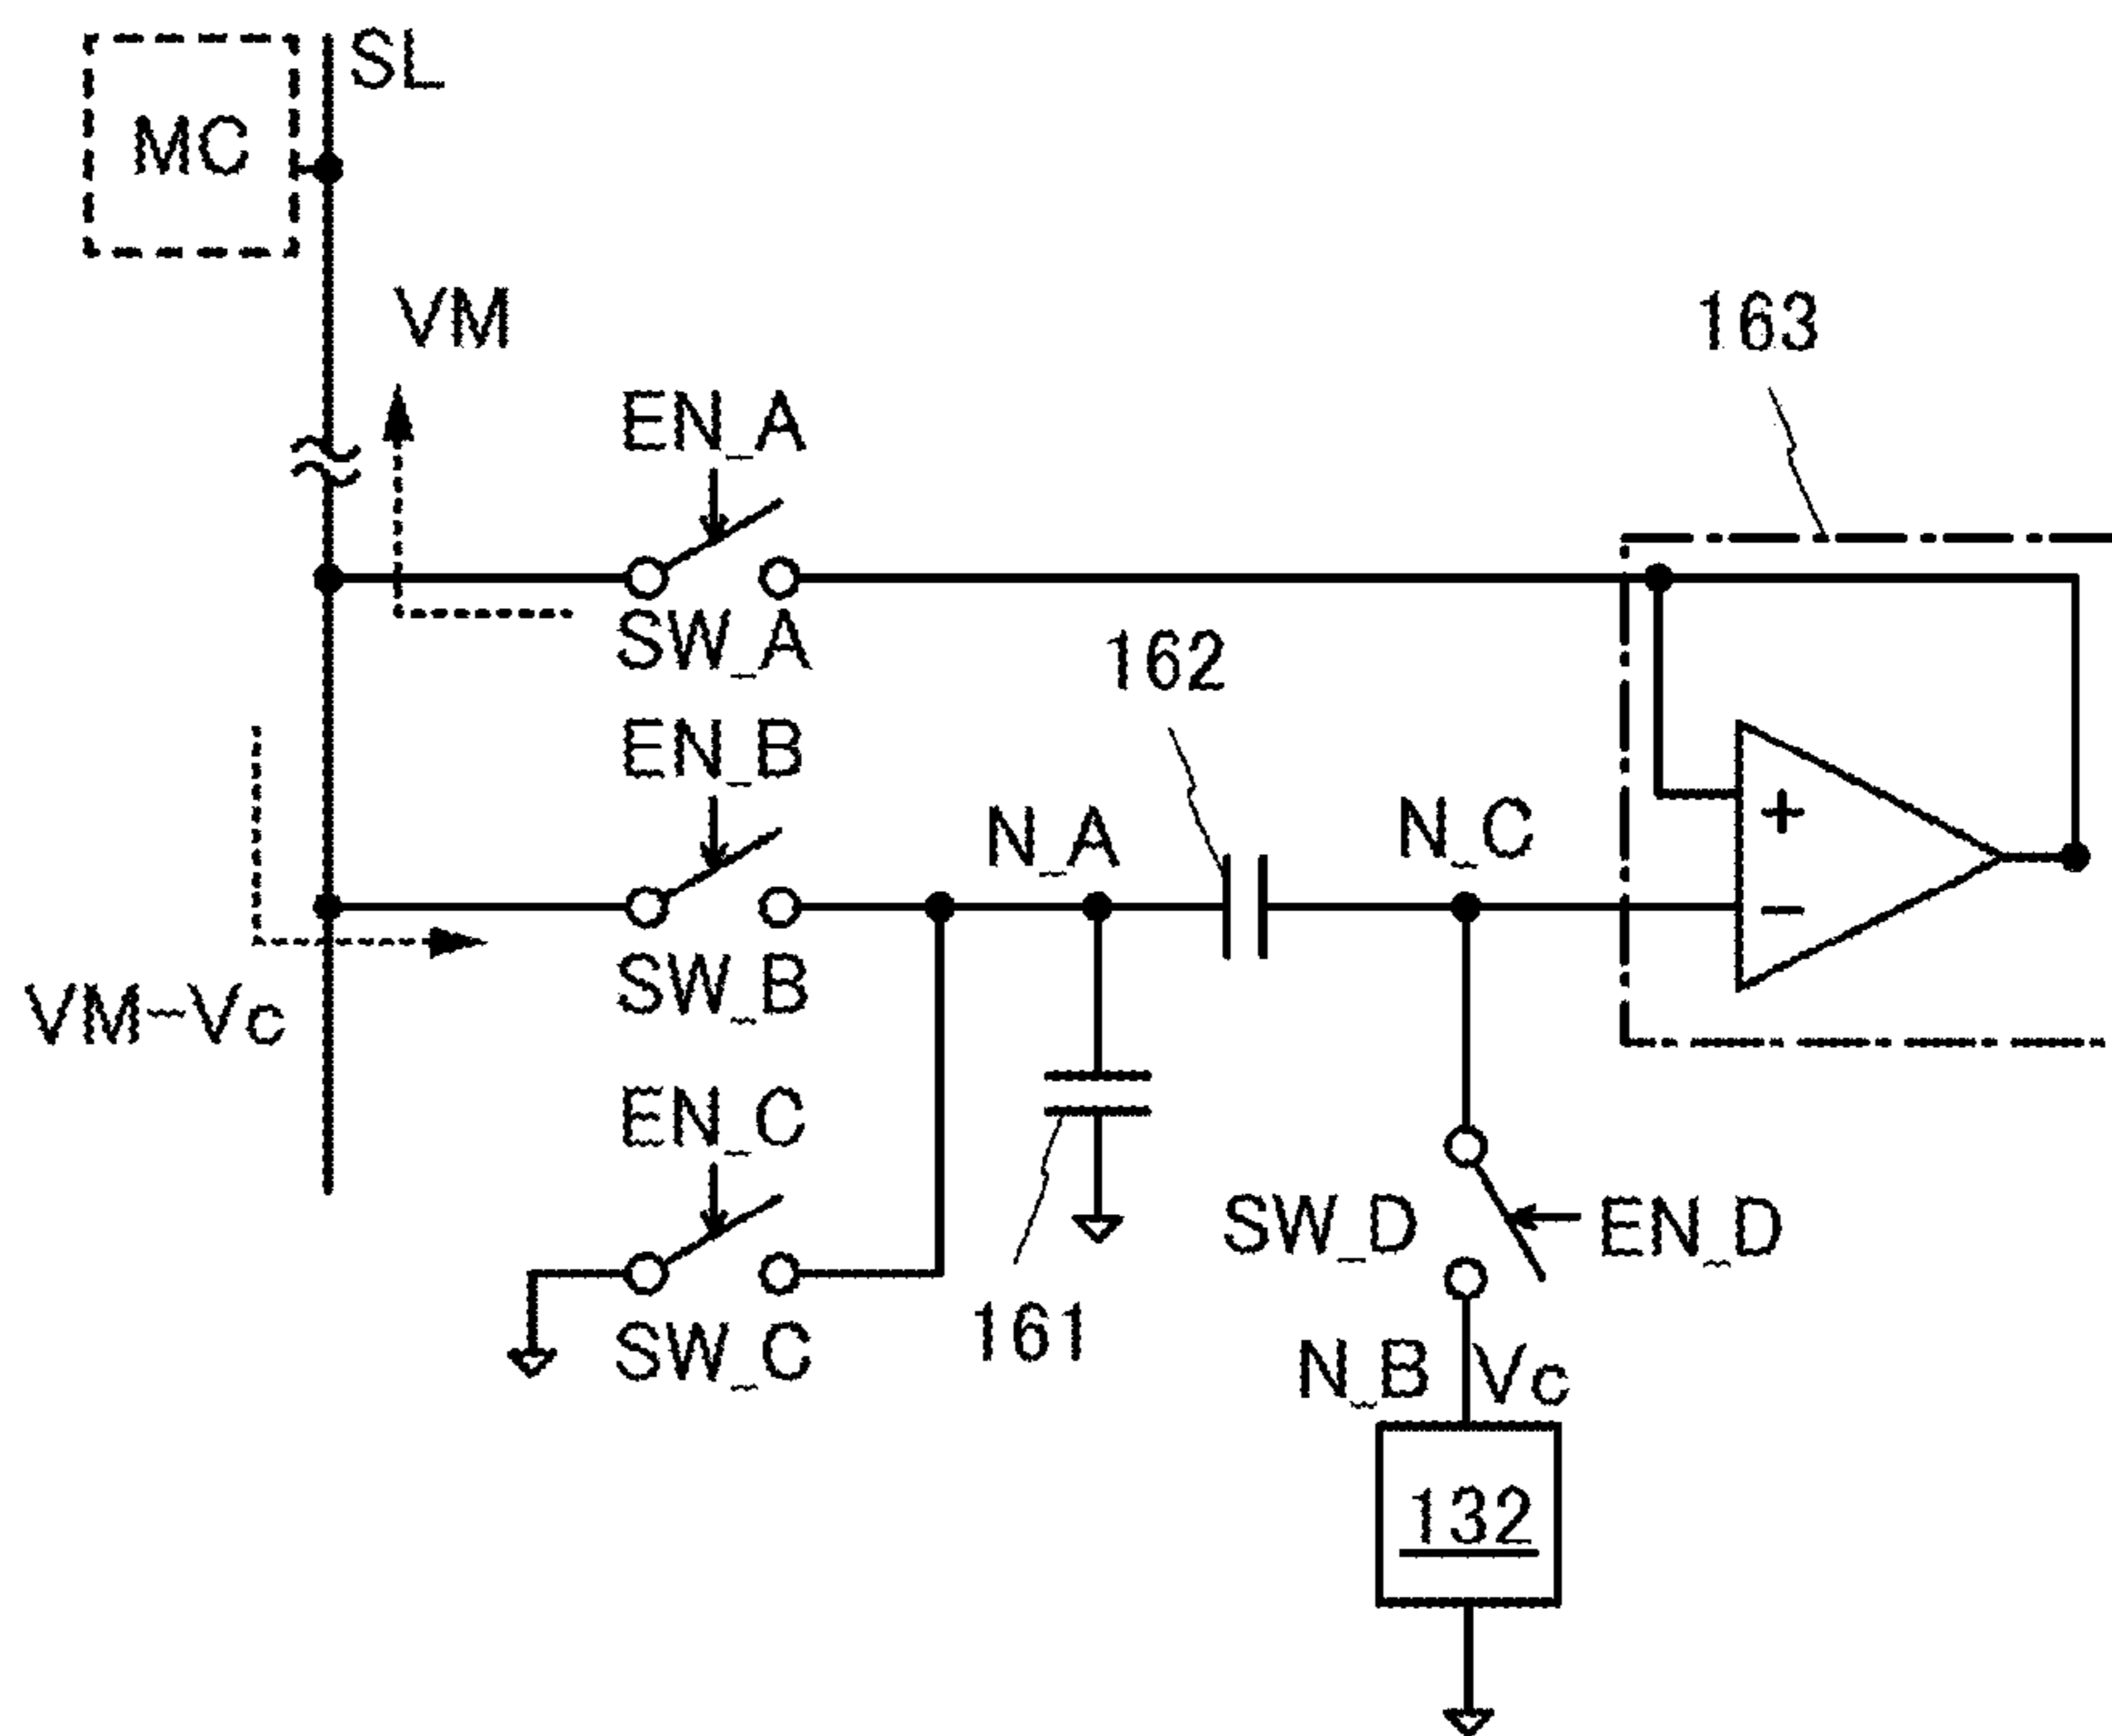 SL
MC
VM
163
EN_A
SW_A
162
EN_B
N_A
N_C
+
−
SW_B
VM-Vc
EN_C
SW_D
EN_D
161
SW_C
N_B
Vc
132